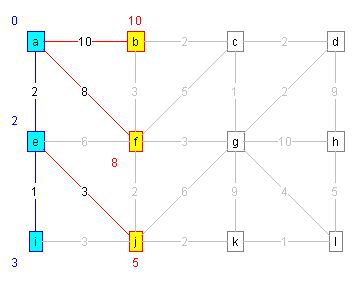 0 10
a 10 b 2 c 2 d
2 8 3 5 1 2 9
2
e 6 f 3 g 10 h
8
1 3 2 6 9 4 5
i 3 j 2 k 1 l
3 5